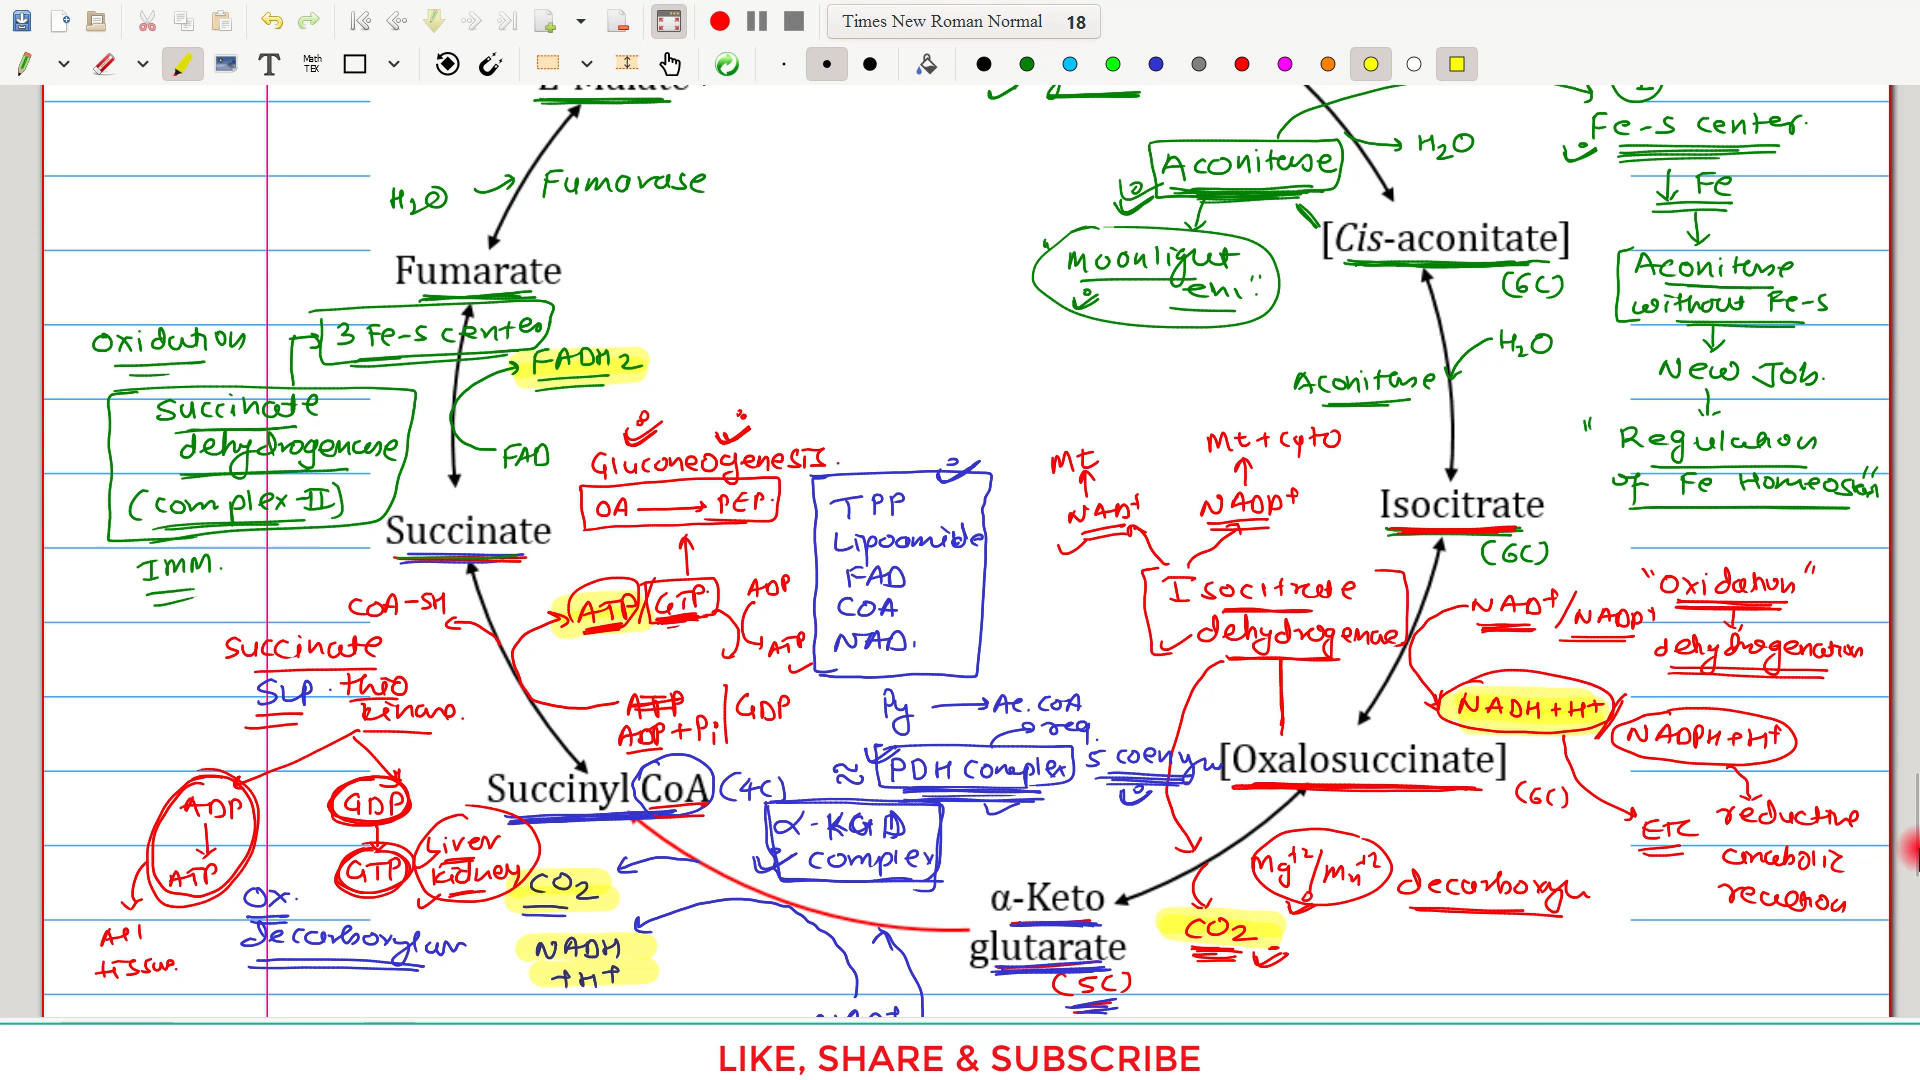 Times New Roman Normal 18
Math
TEX
H2O
Fumarase
Fumarate
Oxidation
3 Fe-S center
FADH2
Succinate
dehydrogenase
(complex-II)
FAD
Succinate
IMM.
Gluconeogenesis.
OA → PEP.
TPP
Lipoamide
FAD
COA
NAD.
COA-SH
ATP/GTP
ADP
ATP
Succinate
SLP. thio
kinase.
ATP
ADP + Pi | GDP
Succinyl CoA (4C)
ADP
ATP
GDP
GTP
Liver
Kidney
All
tissue.
OX.
CO2
NADH
+H+
Py → Ac.COA
req.
≈ PDH complex
α-KGD
complex
α-Keto
glutarate
(5C)
Aconitase
H2O
Moonlight
[Cis-aconitate]
(6C)
H2O
Aconitase
Isocitrate
(6C)
Mt
NAD+
Mt + Cyto
NADP+
Isocitrate
NAD+/NADP+
NADH+H+
NADPH+H+
[Oxalosuccinate]
(6C)
Mg+2/Mn+2
CO2
ETC
reductive
anabolic
reaction
Fe-S center.
↓ Fe
Aconitase
without Fe-S
New Job.
" Regulation
of Fe
"Oxidation"
LIKE, SHARE & SUBSCRIBE